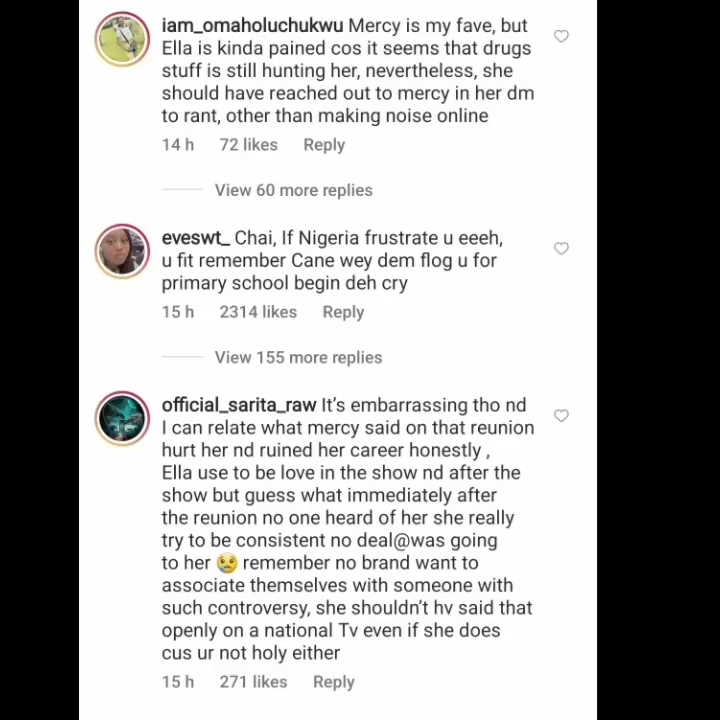 iam_omaholuchukwu Mercy is my fave, but
Ella is kinda pained cos it seems that drugs
stuff is still hunting her, nevertheless, she
should have reached out to mercy in her dm
to rant, other than making noise online
14 h 72 likes Reply
View 60 more replies
eveswt_ Chai, If Nigeria frustrate u eeeh,
u fit remember Cane wey dem flog u for
primary school begin deh cry
15 h 2314 likes Reply
View 155 more replies
official_sarita_raw It's embarrassing tho nd
I can relate what mercy said on that reunion
hurt her nd ruined her career honestly ,
Ella use to be love in the show nd after the
show but guess what immediately after
the reunion no one heard of her she really
try to be consistent no deal@was going
to her 😢 remember no brand want to
associate themselves with someone with
such controversy, she shouldn't hv said that
openly on a national Tv even if she does
cus ur not holy either
15 h 271 likes Reply